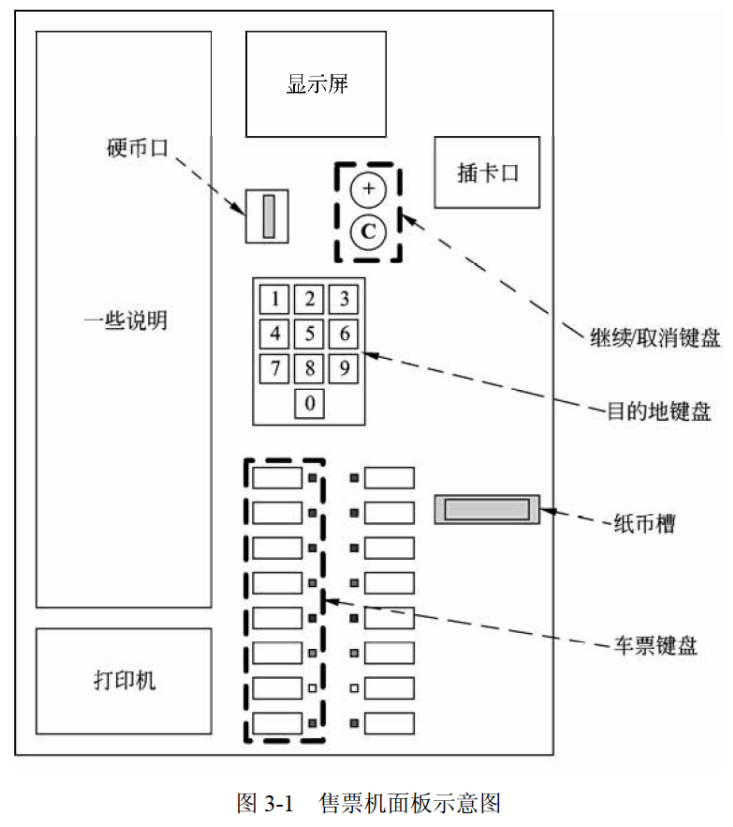 显示屏
硬币口
插卡口
+
C
一些说明
1 2 3
继续/取消键盘
4 5 6
7 8 9
目的地键盘
0
纸币槽
车票键盘
打印机
图 3-1 售票机面板示意图